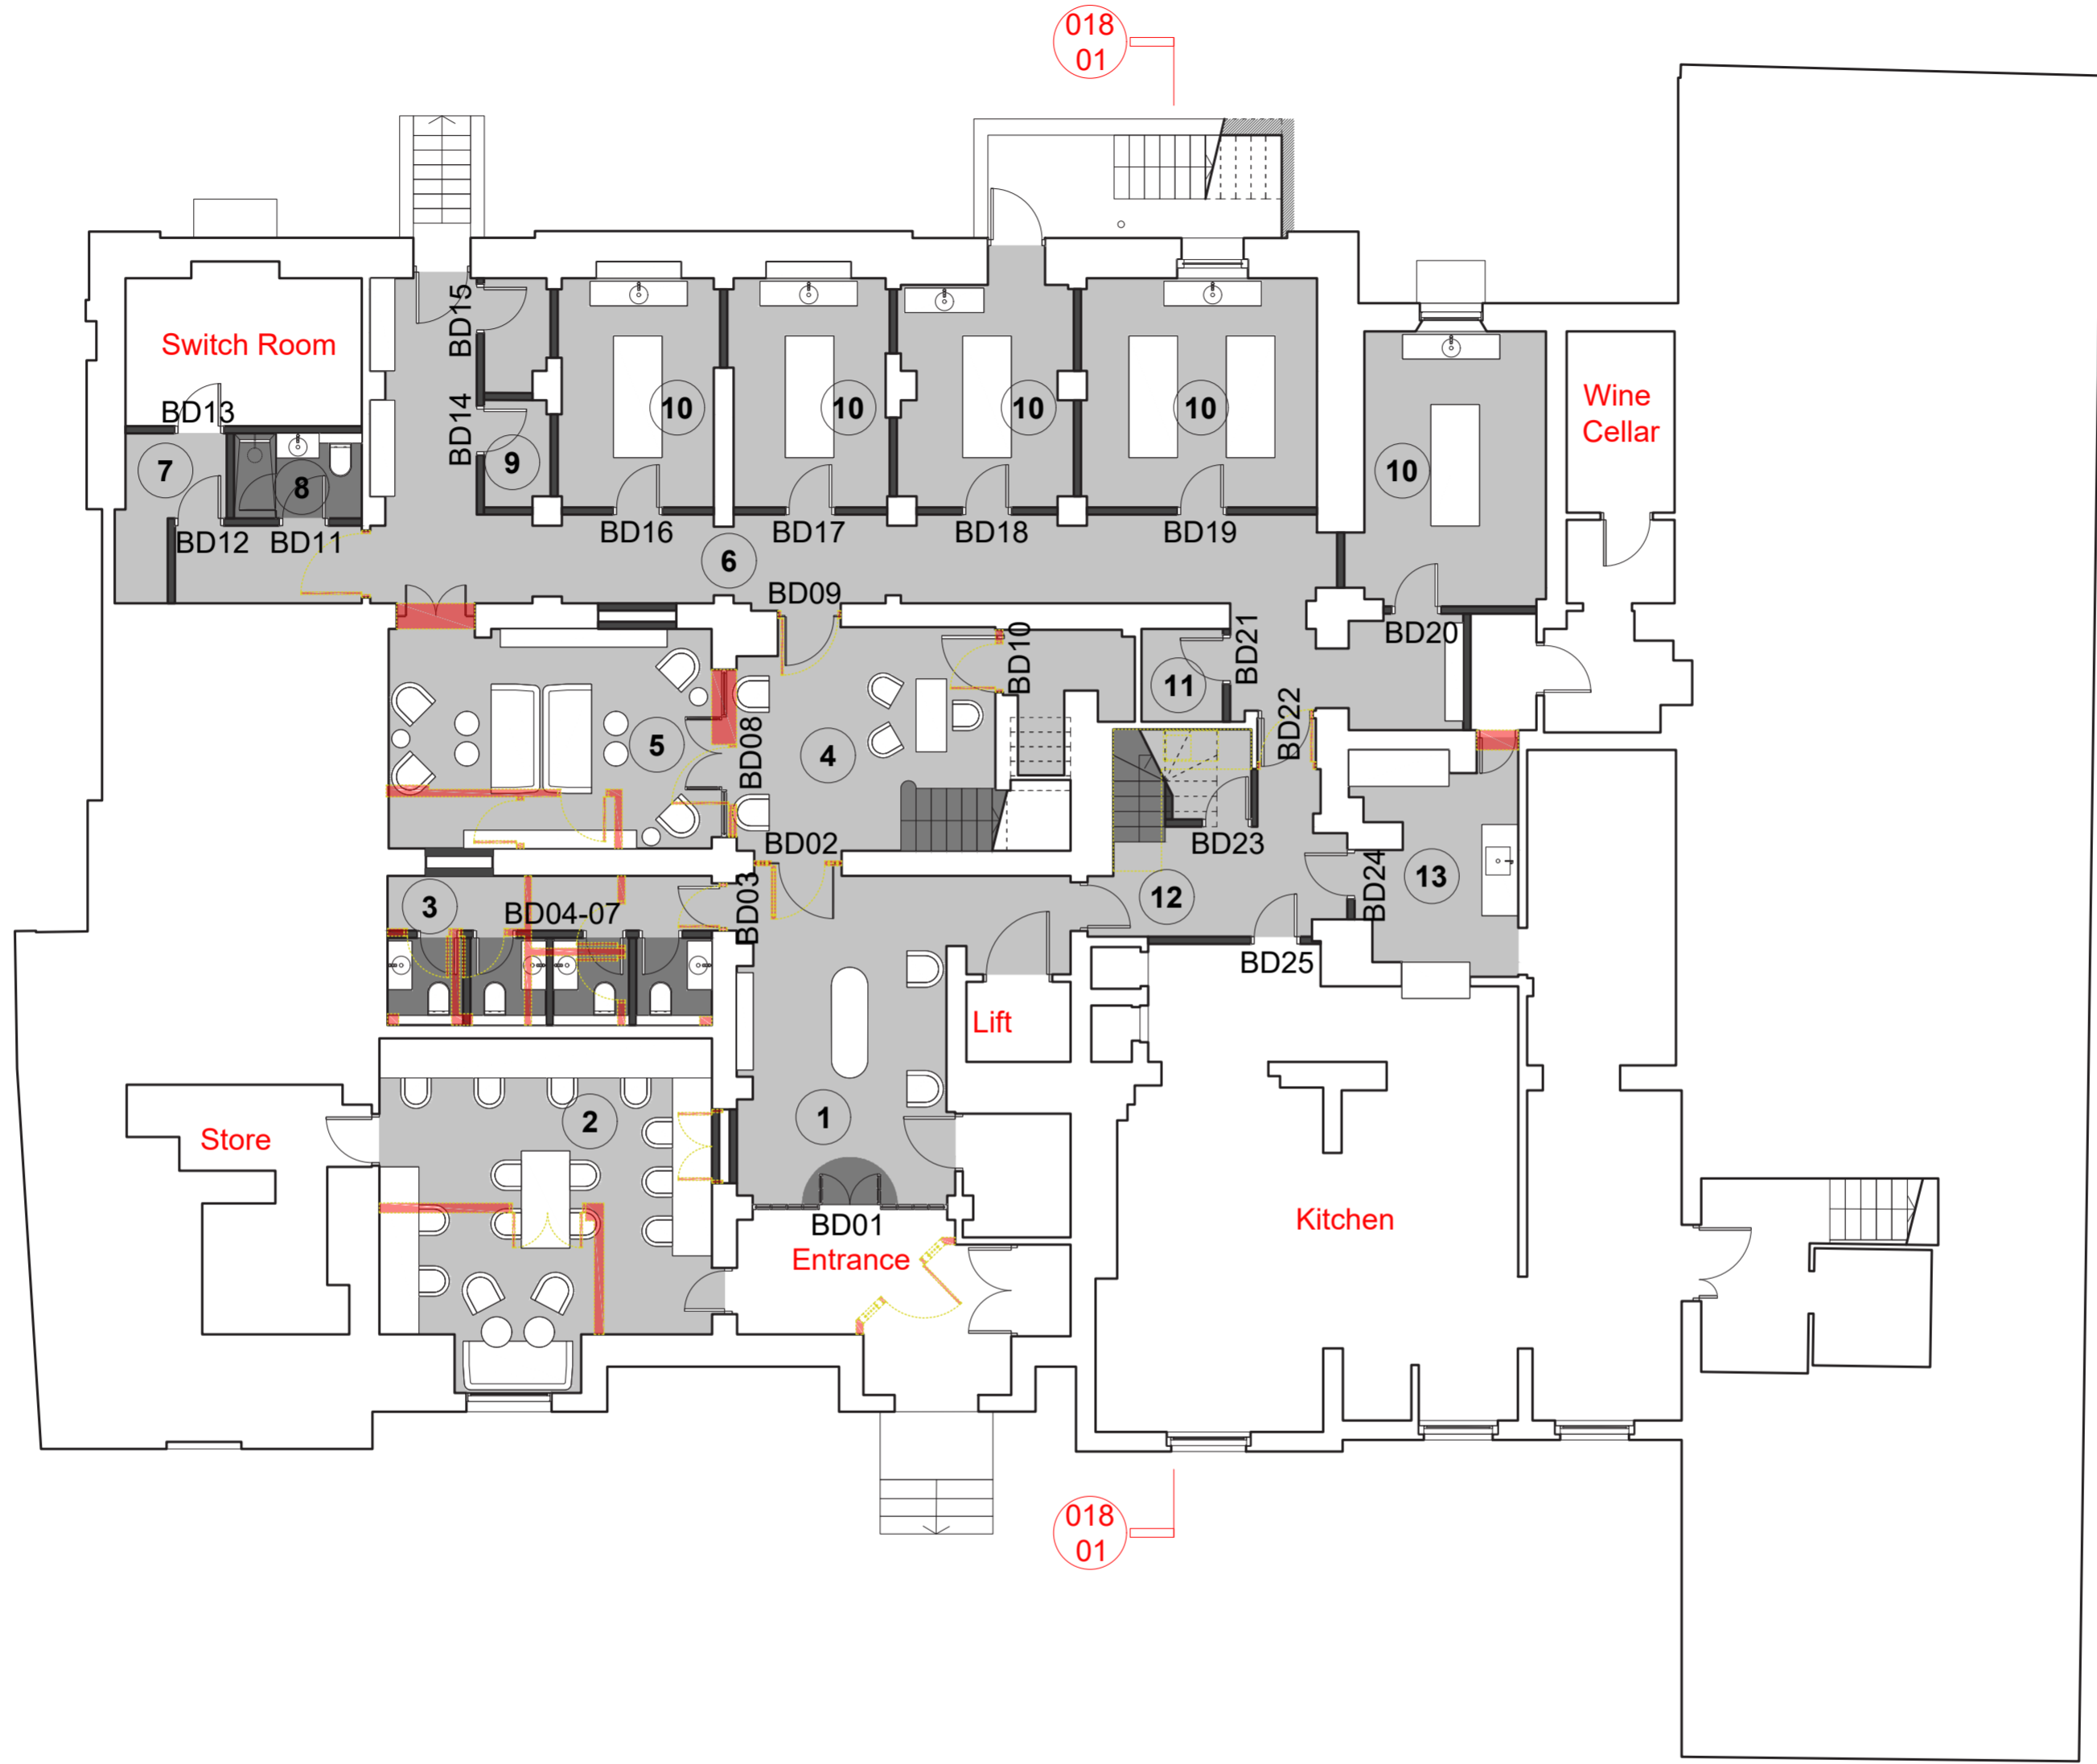 018
01
BD15
Switch Room
Wine
Cellar
BD13
10
10
10
10
BD14
9
7
8
10
BD12
BD11
BD16
BD17
BD18
BD19
6
BD09
BD20
BD10
BD21
11
BD22
5
BD08
4
BD02
BD23
BD24
13
3
BD03
BD04-07
12
BD25
Lift
2
1
Store
BD01
Entrance
Kitchen
018
01